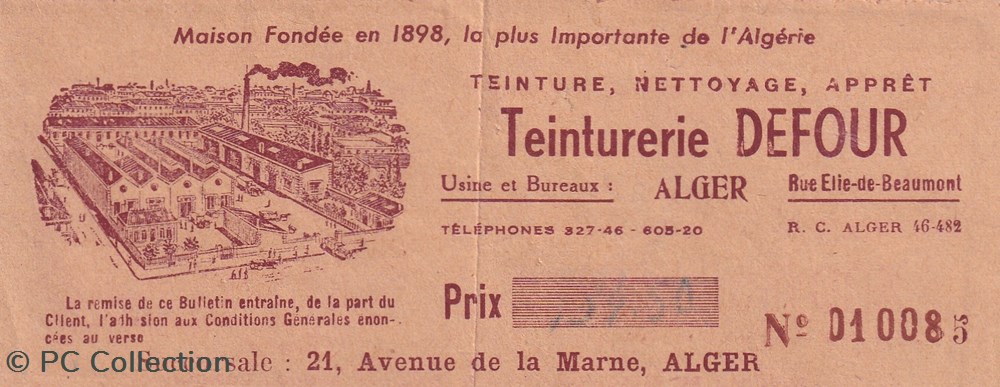 Maison Fondée en 1898, la plus Importante de l'Algérie
TEINTURE, NETTOYAGE, APPRÊT
Teinturerie DEFOUR
Usine et Bureaux : ALGER Rue Elie-de-Beaumont
TÉLÉPHONES 327-46 - 605-20 R. C. ALGER 46-482
La remise de ce Bulletin entraîne, de la part du
Client, l'adhésion aux Conditions Générales enon-
cées au verso
Prix
Nº 010085
Succursale : 21, Avenue de la Marne, ALGER
© PC Collection